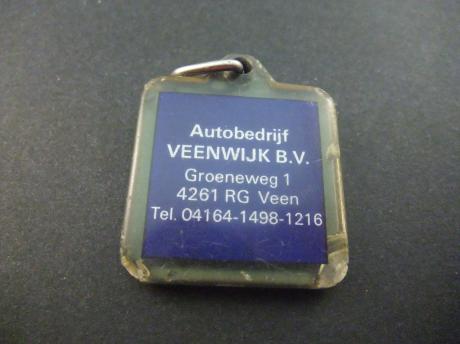 Autobedrijf
VEENWIJK B.V.
Groeneweg 1
4261 RG Veen
Tel. 04164-1498-1216